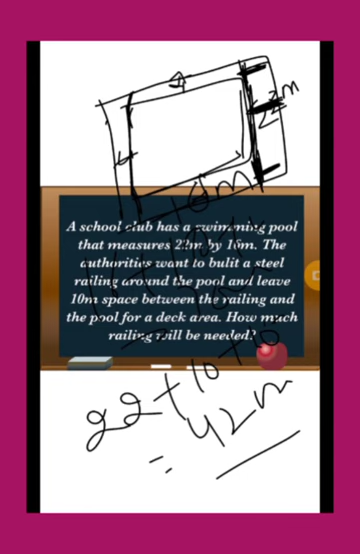 22m
A school club has a swimming pool
that measures 22m by 16m. The
authorities want to bulit a steel
railing around the pool and leave
10m space between the railing and
the pool for a deck area. How much
railing will be needed?
22+10+10
= 42m